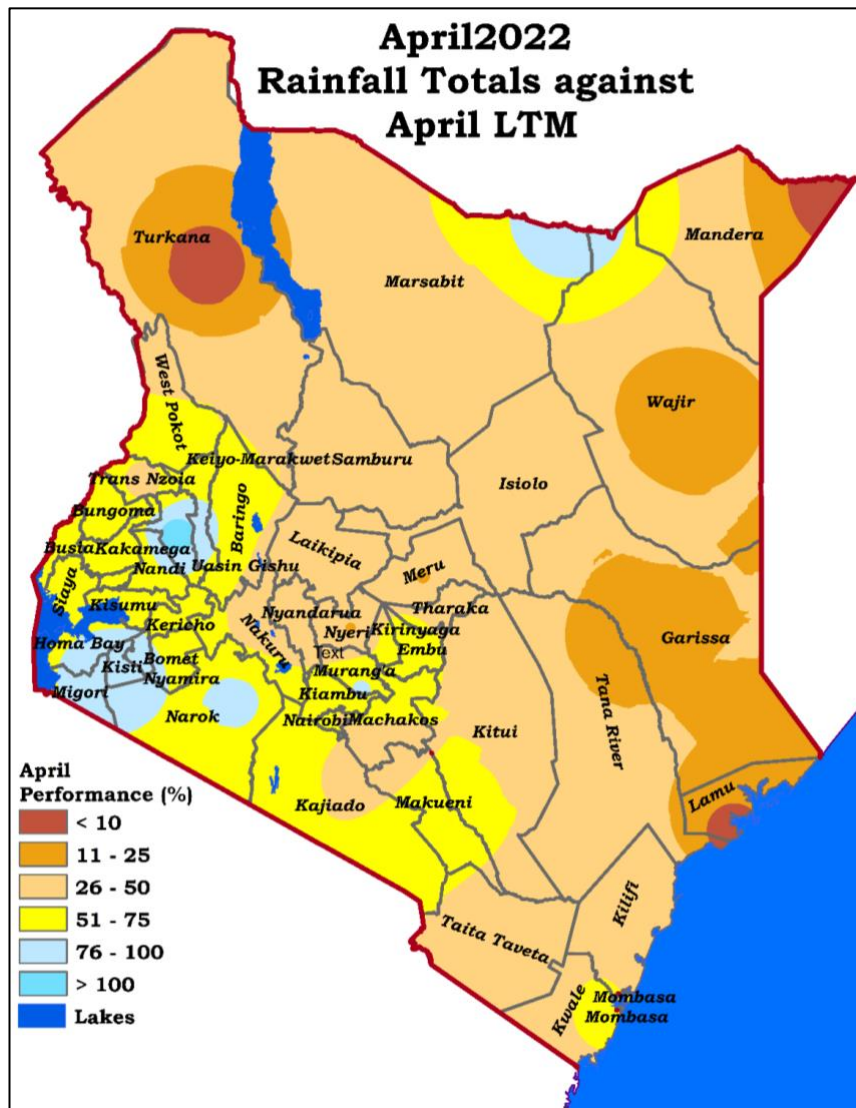 April2022
Rainfall Totals against
April LTM
Turkana
Marsabit
Mandera
Wajir
West Pokot
Keiyo-Marakwet
Samburu
Isiolo
Trans Nzoia
Baringo
Bungoma
Busia
Kakamega
Nandi
Uasin Gishu
Laikipia
Meru
Siaya
Kisumu
Kericho
Nyandarua
Nyeri
Tharaka
Kirinyaga
Embu
Garissa
Nakuru
Text
Homa Bay
Kisii
Bomet
Nyamira
Murang'a
Kiambu
Migori
Narok
Nairobi
Machakos
Kitui
Tana River
Lamu
Kajiado
Makueni
Taita Taveta
Kilifi
Kwale
Mombasa
Mombasa
April
Performance (%)
< 10
11 - 25
26 - 50
51 - 75
76 - 100
> 100
Lakes